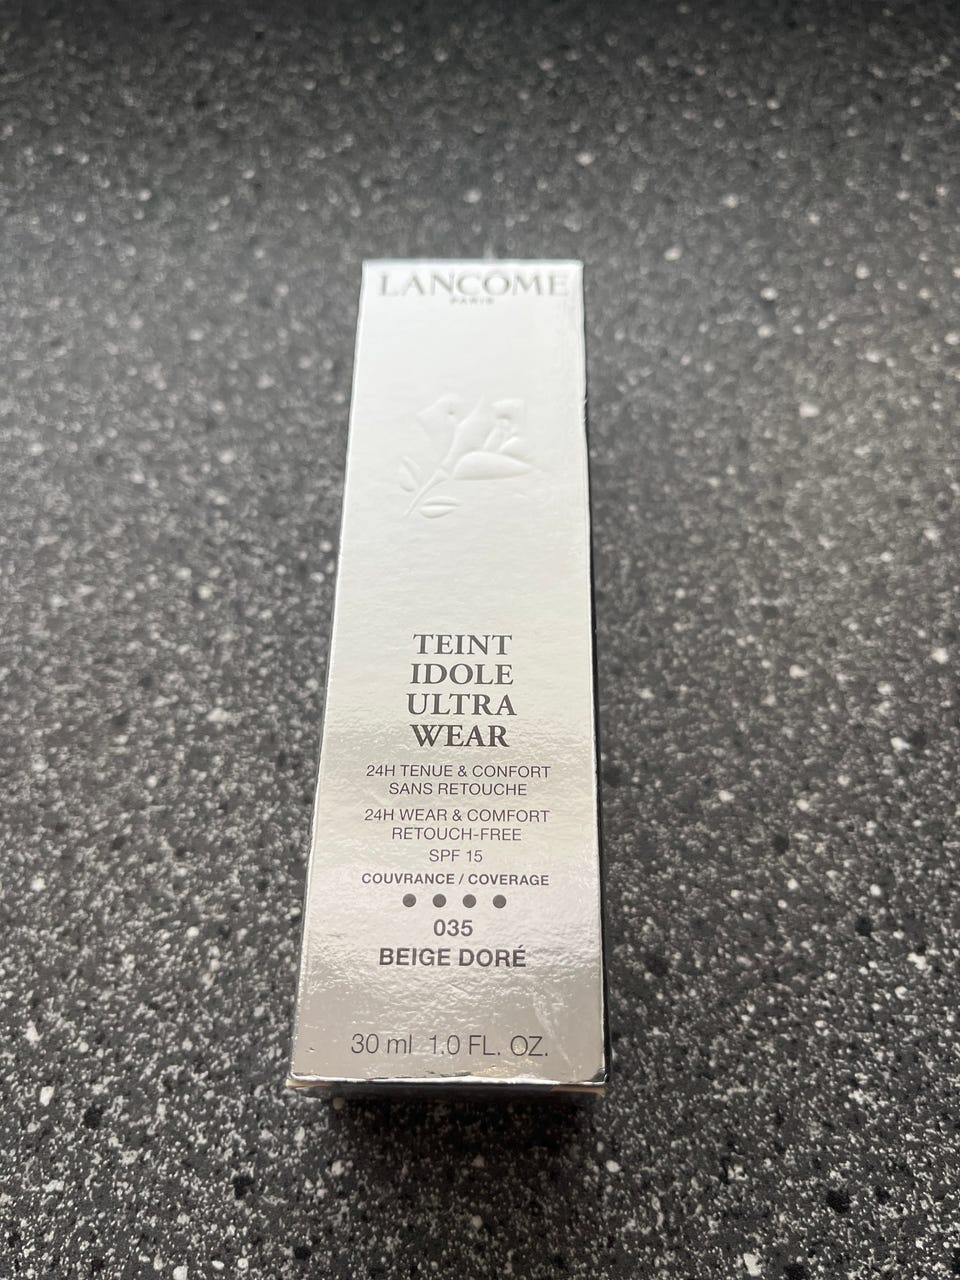 LANCÔME
PARIS
TEINT
IDOLE
ULTRA
WEAR
24H TENUE & CONFORT
SANS RETOUCHE
24H WEAR & COMFORT
RETOUCH-FREE
SPF 15
COUVRANCE / COVERAGE
035
BEIGE DORÉ
30 ml 1.0 FL. OZ.